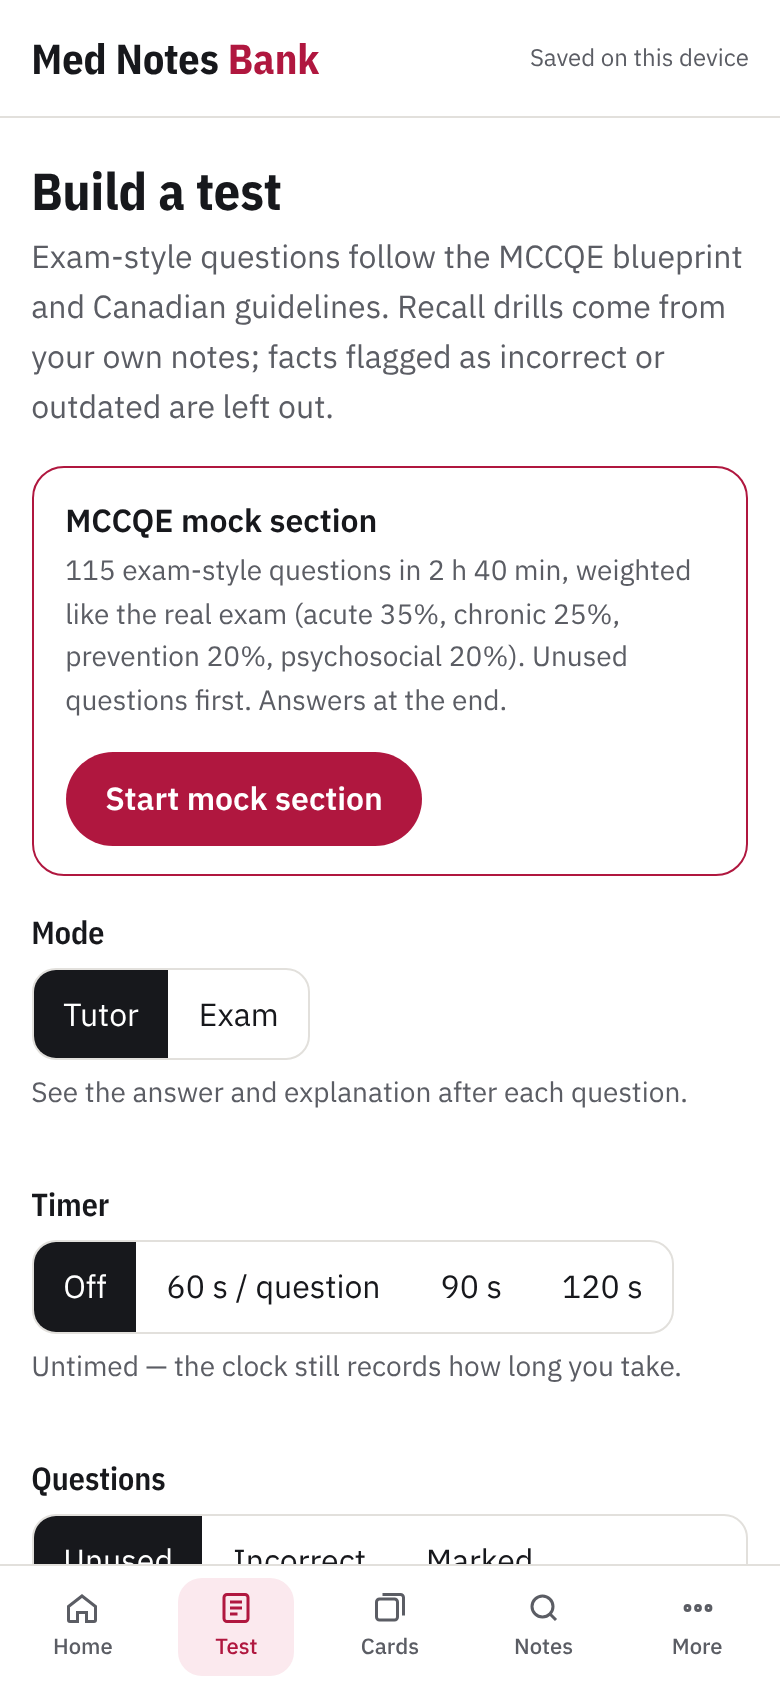 Med Notes Bank
Saved on this device
Build a test
Exam-style questions follow the MCCQE blueprint
and Canadian guidelines. Recall drills come from
your own notes; facts flagged as incorrect or
outdated are left out.
MCCQE mock section
115 exam-style questions in 2 h 40 min, weighted
like the real exam (acute 35%, chronic 25%,
prevention 20%, psychosocial 20%). Unused
questions first. Answers at the end.
Start mock section
Mode
Tutor Exam
See the answer and explanation after each question.
Timer
Off 60 s / question 90 s 120 s
Untimed — the clock still records how long you take.
Questions
Unused Incorrect Marked
Home Test Cards Notes More